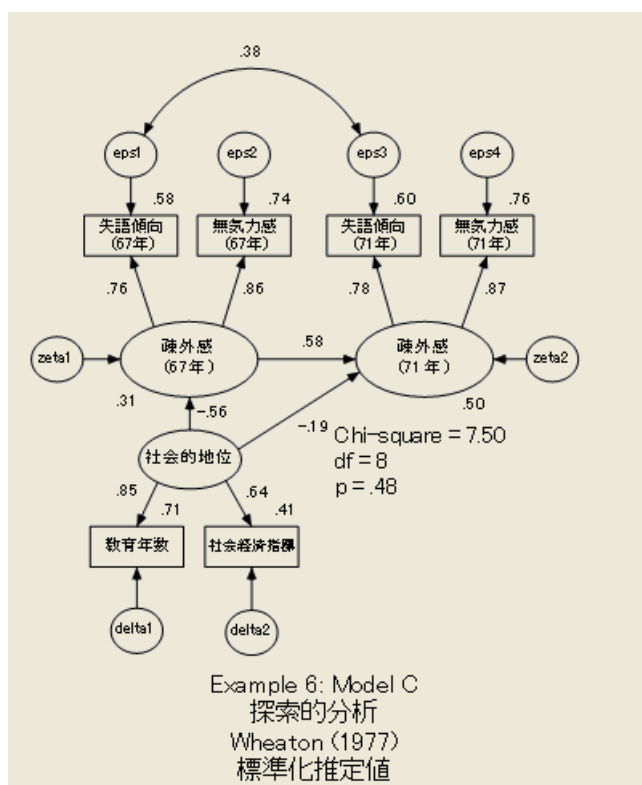 .38
eps1
eps2
eps3
eps4
.58
.74
.60
.76
失語傾向
(67年)
無気力感
(67年)
失語傾向
(71年)
無気力感
(71年)
.76
.86
.78
.87
zeta1
疎外感
(67年)
.58
疎外感
(71年)
zeta2
.31
.50
-.56
-.19
社会的地位
Chi-square = 7.50
df = 8
p = .48
.85
.71
.64
.41
教育年数
社会経済指標
delta1
delta2
Example 6: Model C
探索的分析
Wheaton (1977)
標準化推定値